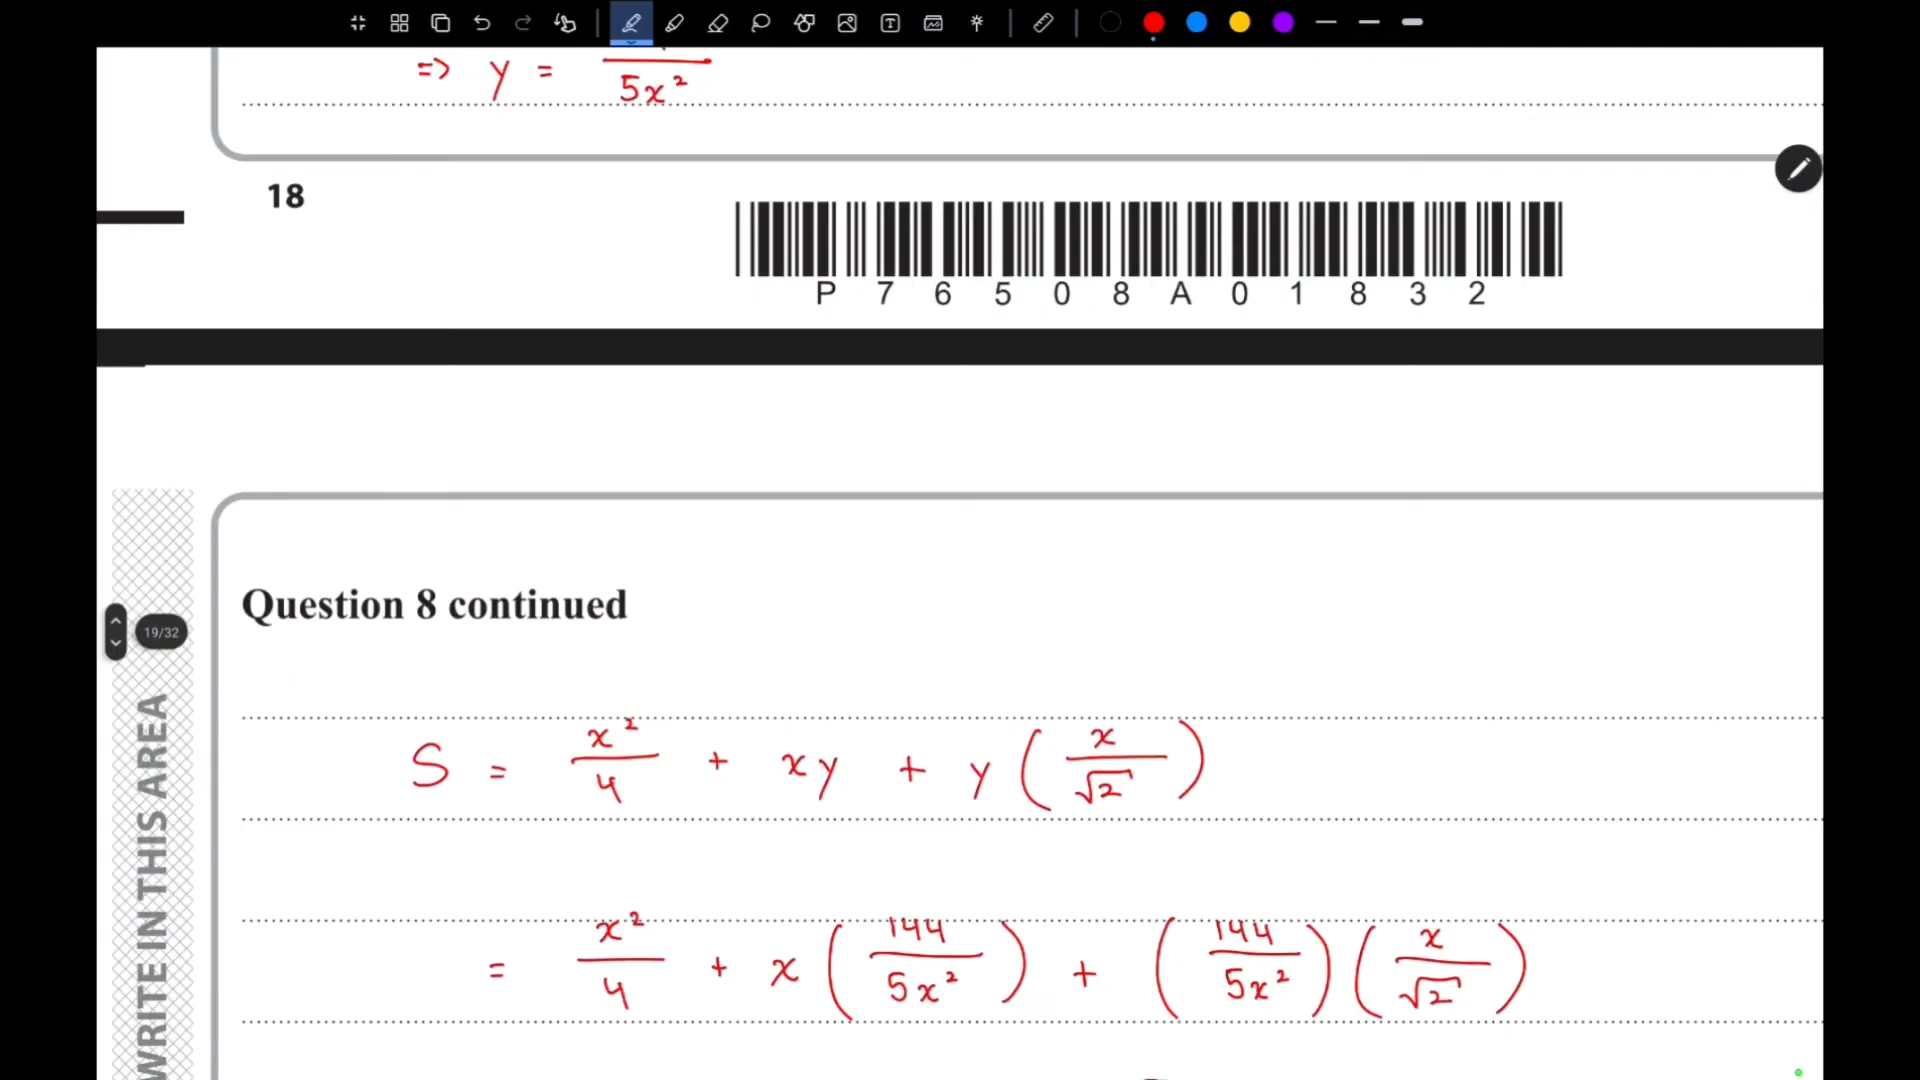 => y = ―/5x²
18
P 7 6 5 0 8 A 0 1 8 3 2
Question 8 continued
19/32
WRITE IN THIS AREA
S = x²/4 + xy + y (x/√2)
= x²/4 + x (144/5x²) + (144/5x²) (x/√2)